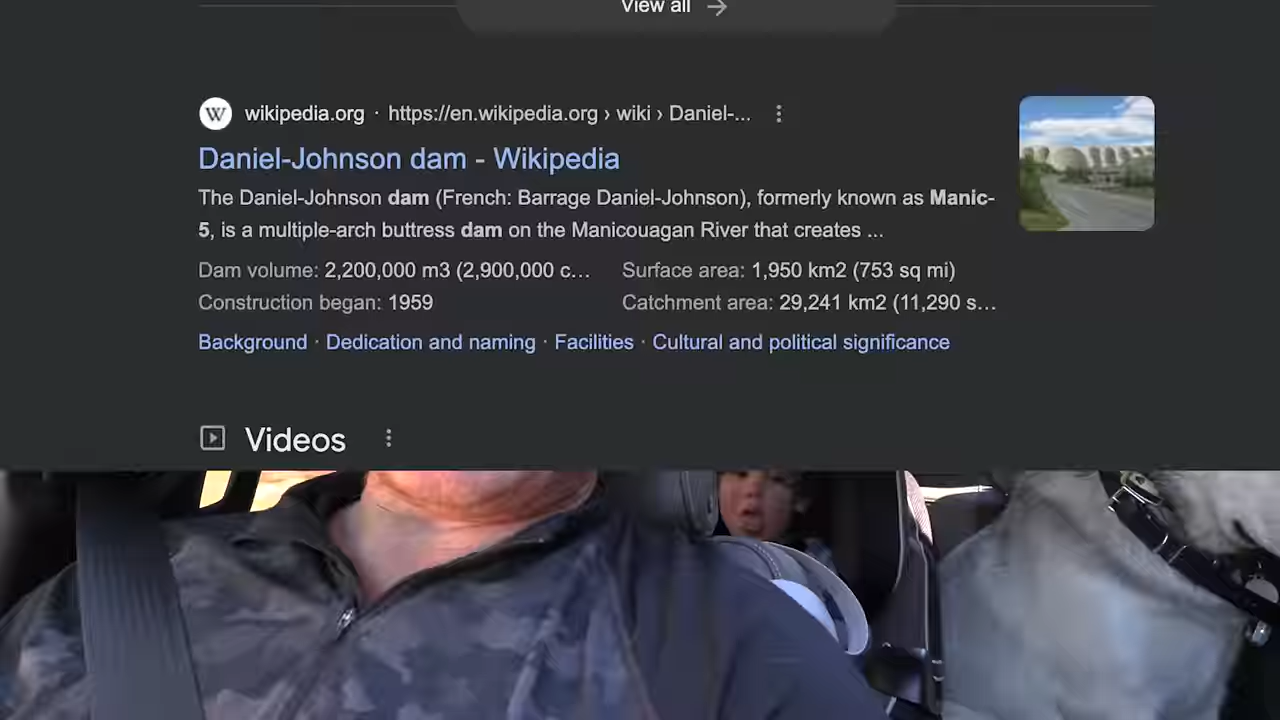 View all
W wikipedia.org · https://en.wikipedia.org › wiki › Daniel-...
Daniel-Johnson dam - Wikipedia
The Daniel-Johnson dam (French: Barrage Daniel-Johnson), formerly known as Manic-
5, is a multiple-arch buttress dam on the Manicouagan River that creates ...
Dam volume: 2,200,000 m3 (2,900,000 c... Surface area: 1,950 km2 (753 sq mi)
Construction began: 1959 Catchment area: 29,241 km2 (11,290 s...
Background · Dedication and naming · Facilities · Cultural and political significance
Videos